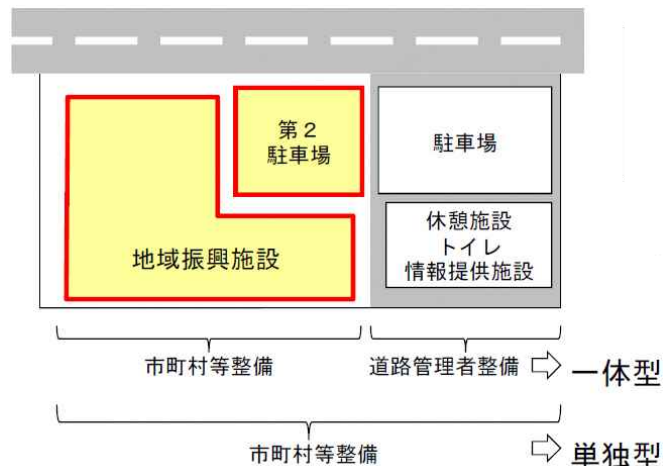 第２
駐車場
駐車場
地域振興施設
休憩施設
トイレ
情報提供施設
市町村等整備
道路管理者整備
一体型
市町村等整備
単独型